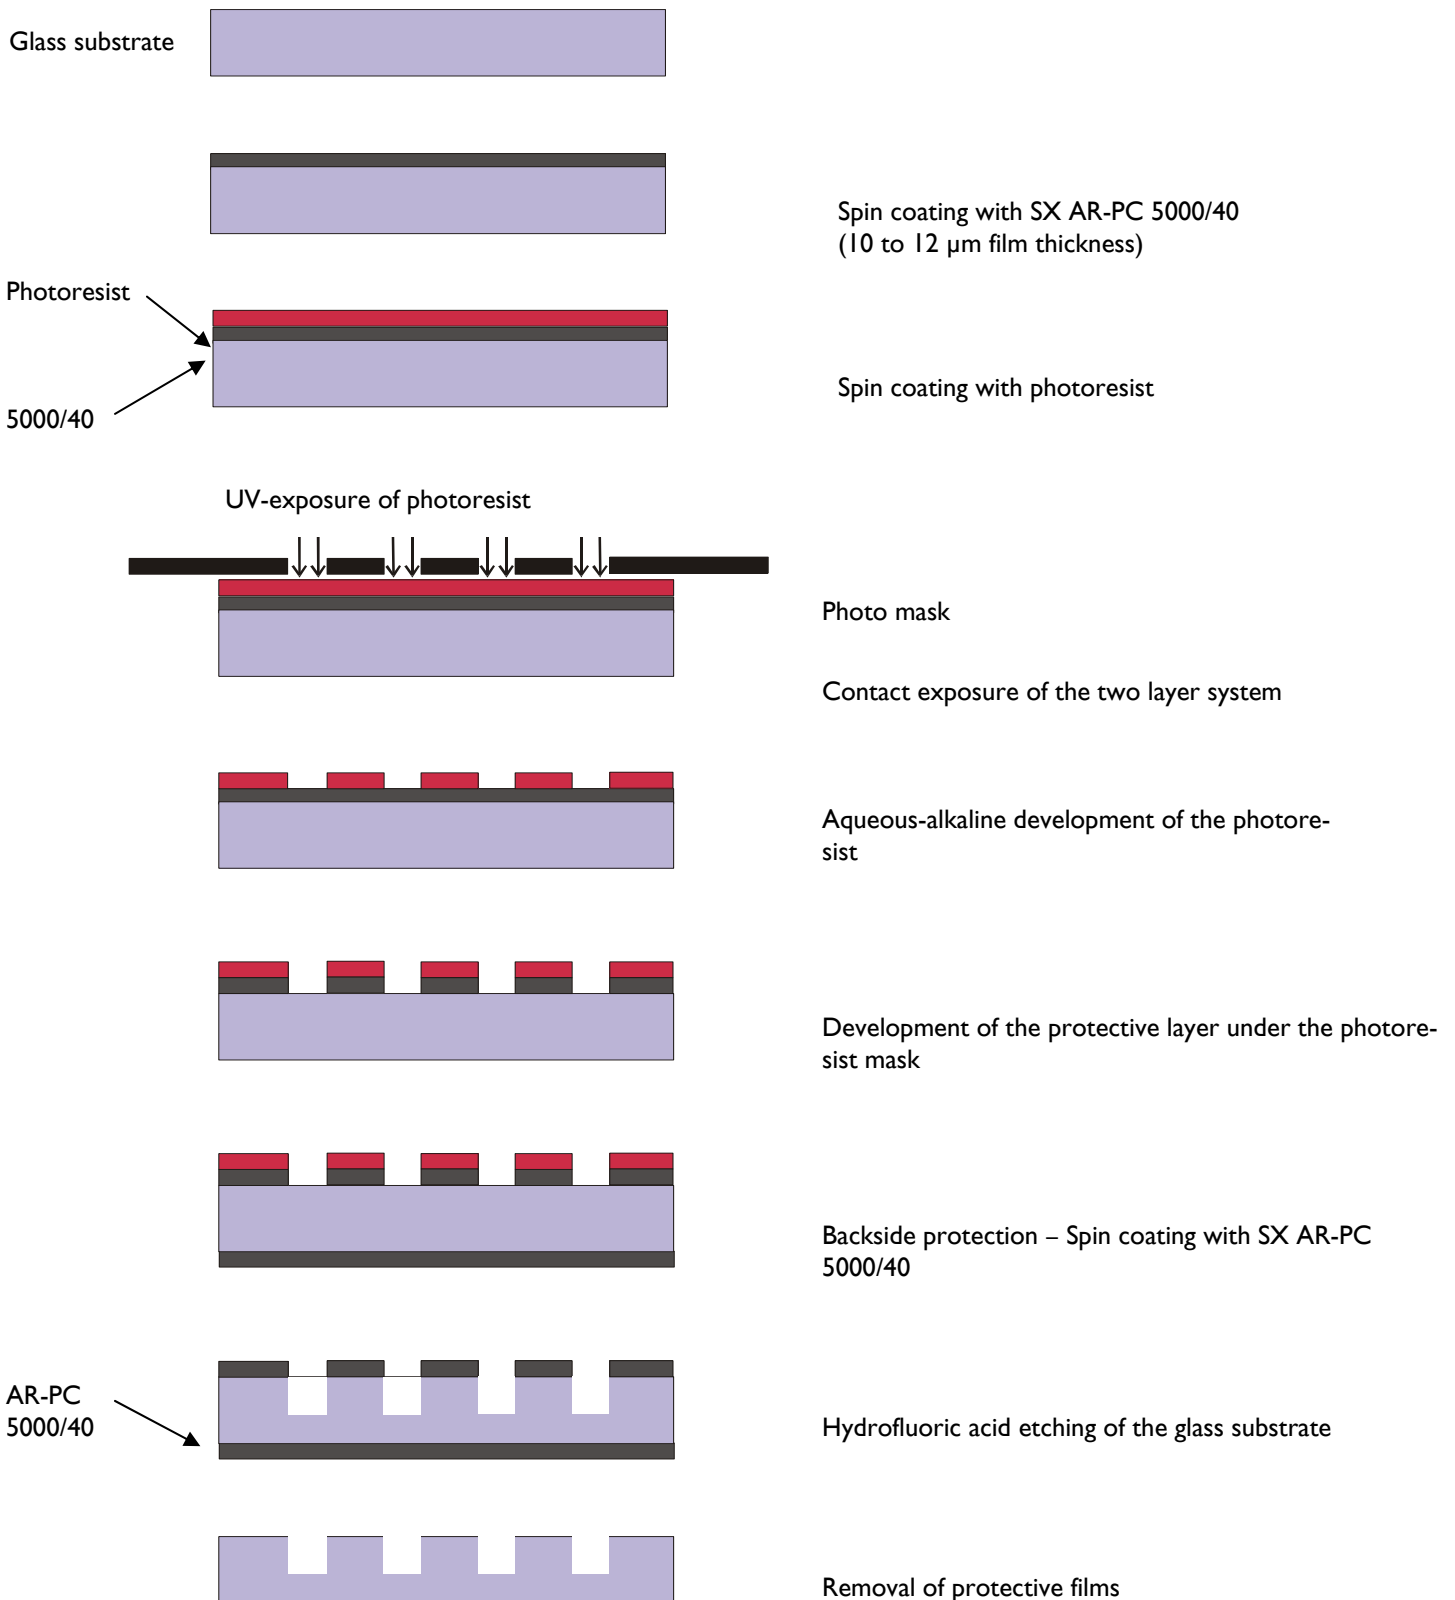 Glass substrate
Spin coating with SX AR-PC 5000/40
(10 to 12 µm film thickness)
Photoresist
5000/40
Spin coating with photoresist
UV-exposure of photoresist
Photo mask
Contact exposure of the two layer system
Aqueous-alkaline development of the photore-
sist
Development of the protective layer under the photore-
sist mask
Backside protection – Spin coating with SX AR-PC
5000/40
AR-PC
5000/40
Hydrofluoric acid etching of the glass substrate
Removal of protective films